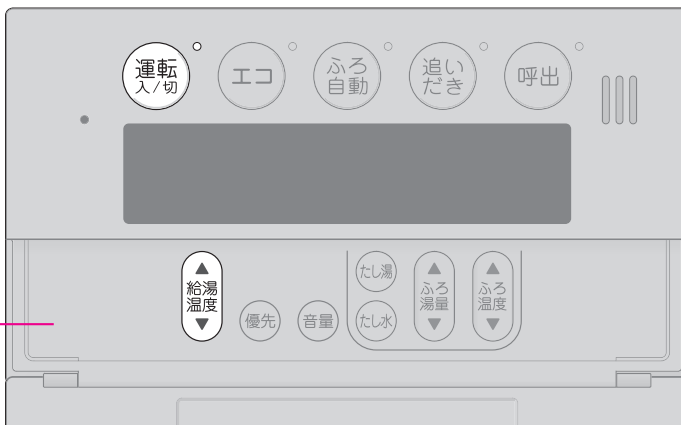 運転
入/切
エコ
ふろ
自動
追い
だき
呼出
▲
給湯
温度
▼
優先
音量
たし湯
たし水
▲
ふろ
湯量
▼
▲
ふろ
温度
▼